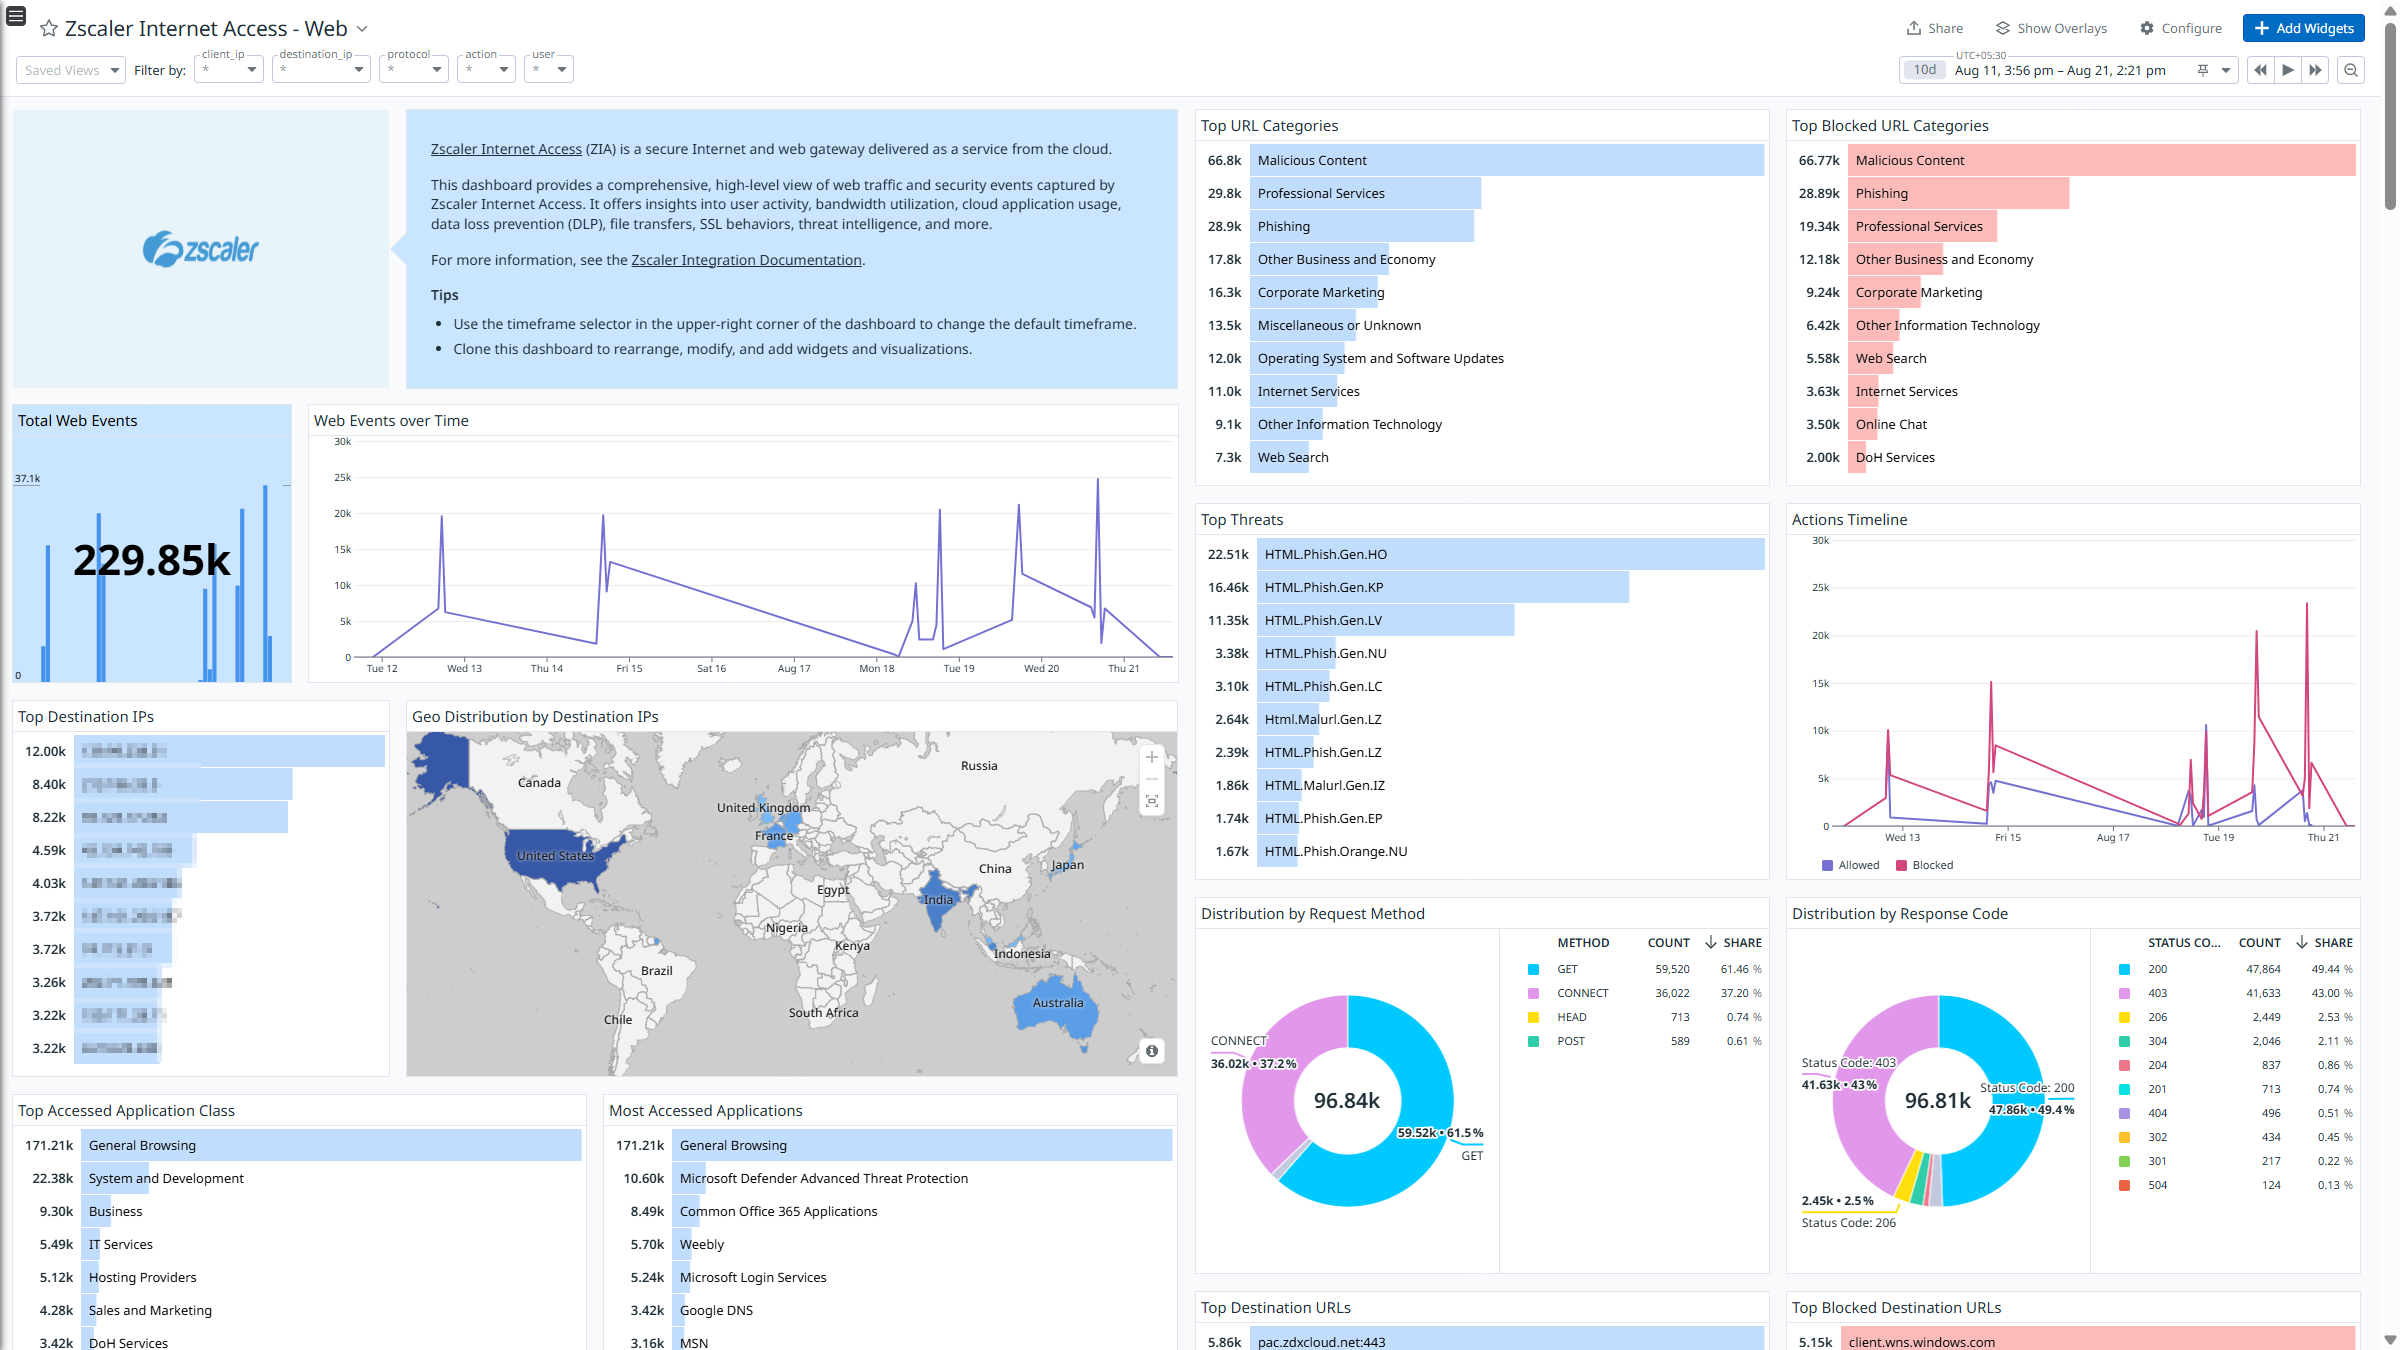 Zscaler Internet Access - Web
Share
Show Overlays
Configure
Add Widgets
Saved Views
Filter by:
client_ip
*
destination_ip
*
protocol
*
action
*
user
*
UTC+05:30
10d
Aug 11, 3:56 pm – Aug 21, 2:21 pm
zscaler
Zscaler Internet Access (ZIA) is a secure Internet and web gateway delivered as a service from the cloud.
This dashboard provides a comprehensive, high-level view of web traffic and security events captured by
Zscaler Internet Access. It offers insights into user activity, bandwidth utilization, cloud application usage,
data loss prevention (DLP), file transfers, SSL behaviors, threat intelligence, and more.
For more information, see the Zscaler Integration Documentation.
Tips
• Use the timeframe selector in the upper-right corner of the dashboard to change the default timeframe.
• Clone this dashboard to rearrange, modify, and add widgets and visualizations.
Top URL Categories
66.8k Malicious Content
29.8k Professional Services
28.9k Phishing
17.8k Other Business and Economy
16.3k Corporate Marketing
13.5k Miscellaneous or Unknown
12.0k Operating System and Software Updates
11.0k Internet Services
9.1k Other Information Technology
7.3k Web Search
Top Blocked URL Categories
66.77k Malicious Content
28.89k Phishing
19.34k Professional Services
12.18k Other Business and Economy
9.24k Corporate Marketing
6.42k Other Information Technology
5.58k Web Search
3.63k Internet Services
3.50k Online Chat
2.00k DoH Services
Total Web Events
37.1k
229.85k
0
Web Events over Time
30k
25k
20k
15k
10k
5k
0
Tue 12 Wed 13 Thu 14 Fri 15 Sat 16 Aug 17 Mon 18 Tue 19 Wed 20 Thu 21
Top Threats
22.51k HTML.Phish.Gen.HO
16.46k HTML.Phish.Gen.KP
11.35k HTML.Phish.Gen.LV
3.38k HTML.Phish.Gen.NU
3.10k HTML.Phish.Gen.LC
2.64k Html.Malurl.Gen.LZ
2.39k HTML.Phish.Gen.LZ
1.86k HTML.Malurl.Gen.IZ
1.74k HTML.Phish.Gen.EP
1.67k HTML.Phish.Orange.NU
Actions Timeline
30k
25k
20k
15k
10k
5k
0
Wed 13 Fri 15 Aug 17 Tue 19 Thu 21
Allowed Blocked
Top Destination IPs
12.00k
8.40k
8.22k
4.59k
4.03k
3.72k
3.72k
3.26k
3.22k
3.22k
Geo Distribution by Destination IPs
Canada
Russia
United Kingdom
France
United States
China
Japan
Egypt
India
Nigeria
Kenya
Indonesia
Brazil
Australia
South Africa
Chile
Distribution by Request Method
CONNECT
36.02k • 37.2%
96.84k
59.52k • 61.5%
GET
METHOD COUNT SHARE
GET 59,520 61.46 %
CONNECT 36,022 37.20 %
HEAD 713 0.74 %
POST 589 0.61 %
Distribution by Response Code
Status Code: 403
41.63k • 43%
96.81k
Status Code: 200
47.86k • 49.4%
2.45k • 2.5%
Status Code: 206
STATUS CO... COUNT SHARE
200 47,864 49.44 %
403 41,633 43.00 %
206 2,449 2.53 %
304 2,046 2.11 %
204 837 0.86 %
201 713 0.74 %
404 496 0.51 %
302 434 0.45 %
301 217 0.22 %
504 124 0.13 %
Top Accessed Application Class
171.21k General Browsing
22.38k System and Development
9.30k Business
5.49k IT Services
5.12k Hosting Providers
4.28k Sales and Marketing
3.42k DoH Services
Most Accessed Applications
171.21k General Browsing
10.60k Microsoft Defender Advanced Threat Protection
8.49k Common Office 365 Applications
5.70k Weebly
5.24k Microsoft Login Services
3.42k Google DNS
3.16k MSN
Top Destination URLs
5.86k pac.zdxcloud.net:443
Top Blocked Destination URLs
5.15k client.wns.windows.com